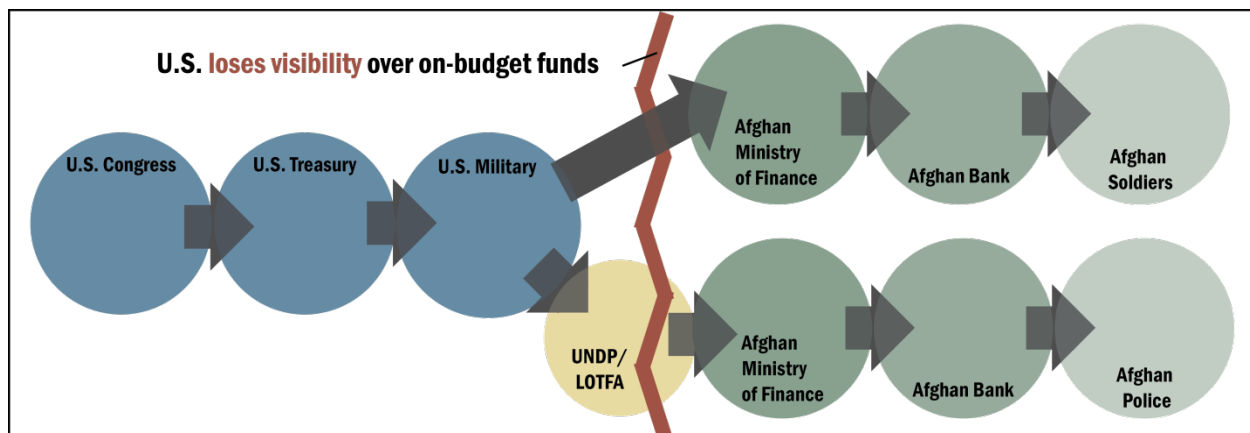 U.S. loses visibility over on-budget funds
U.S. Congress
U.S. Treasury
U.S. Military
Afghan
Ministry
of Finance
Afghan Bank
Afghan
Soldiers
UNDP/
LOTFA
Afghan
Ministry
of Finance
Afghan Bank
Afghan
Police